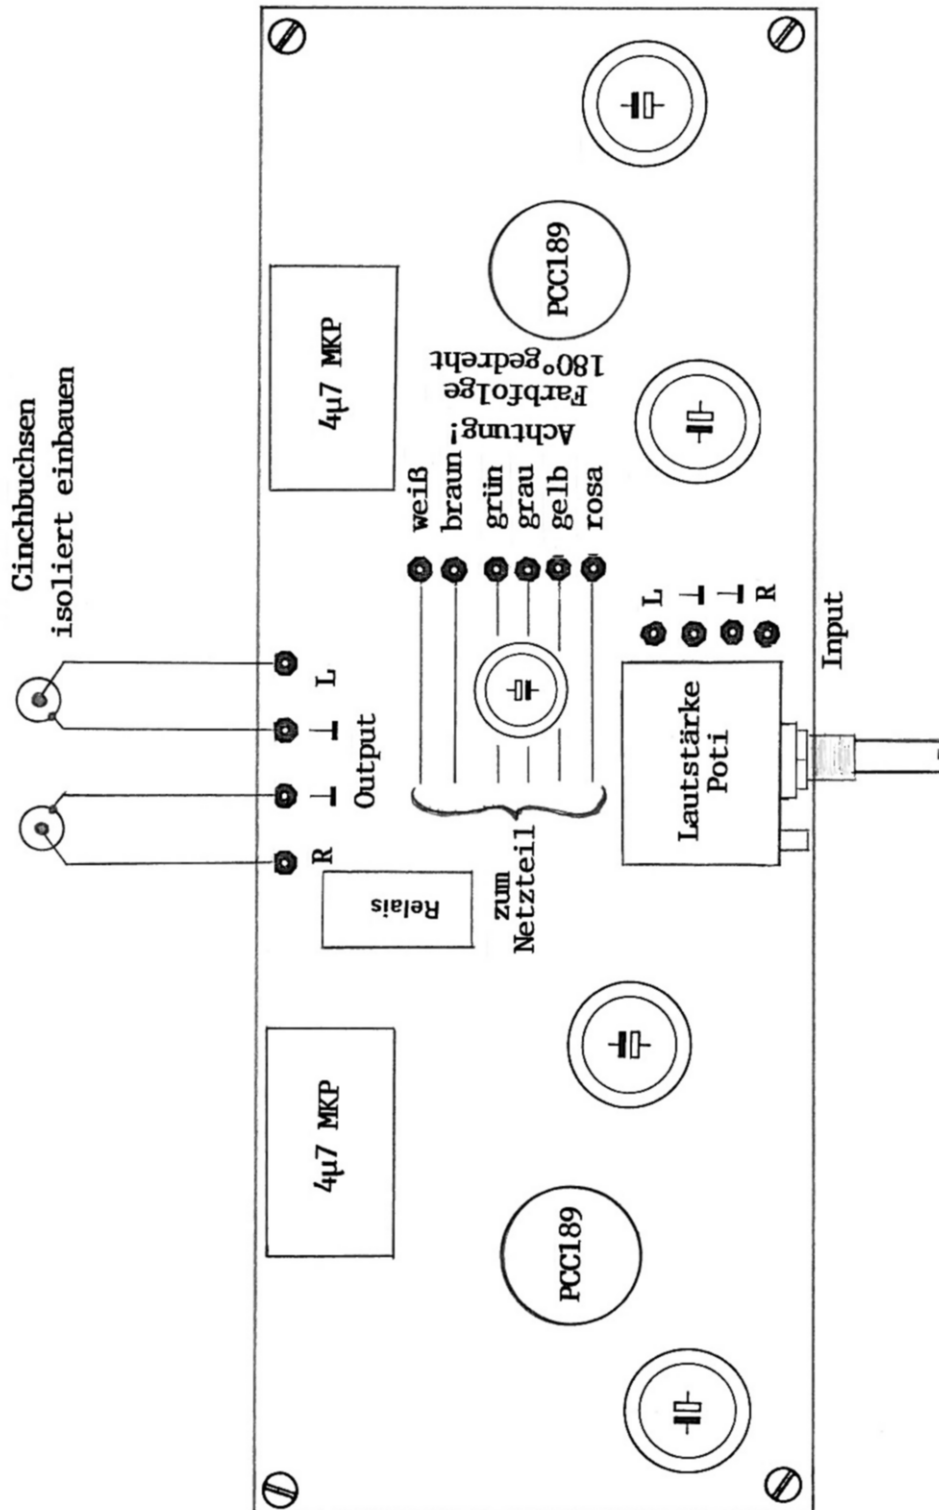 Cinchbuchsen
isoliert einbauen
4µ7 MKP
4µ7 MKP
R
L
Output
Relais
weiß
braun
grün
grau
gelb
rosa
Achtung!
Farbfolge
180°gedreht
zum
Netzteil
PCC189
PCC189
Lautstärke
Poti
L
R
Input